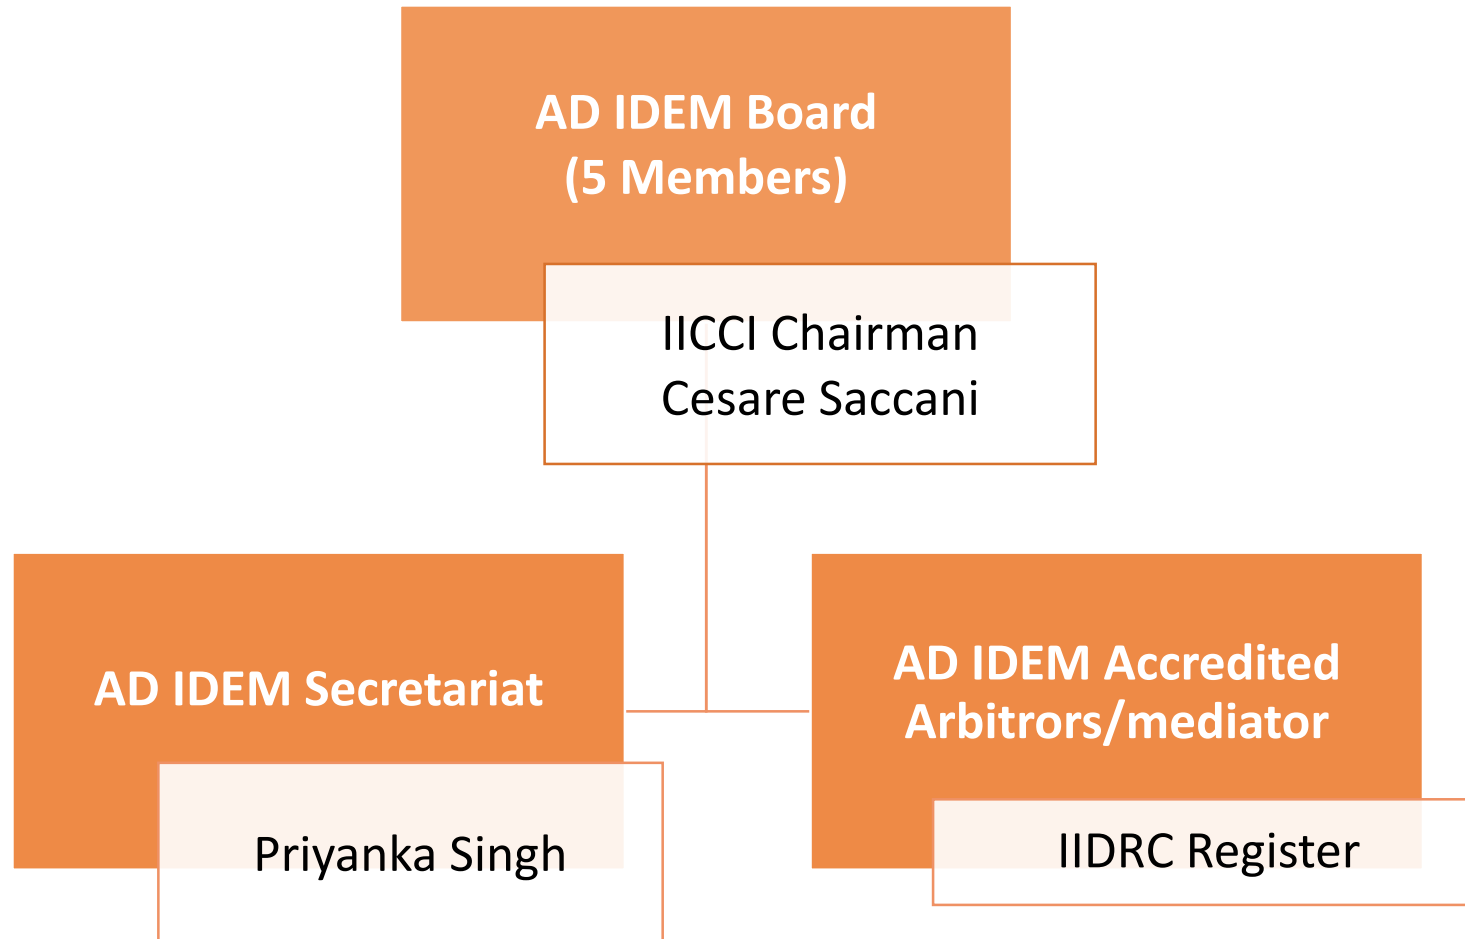 AD IDEM Board
(5 Members)
IICCI Chairman
Cesare Saccani
AD IDEM Secretariat
Priyanka Singh
AD IDEM Accredited
Arbitrors/mediator
IIDRC Register